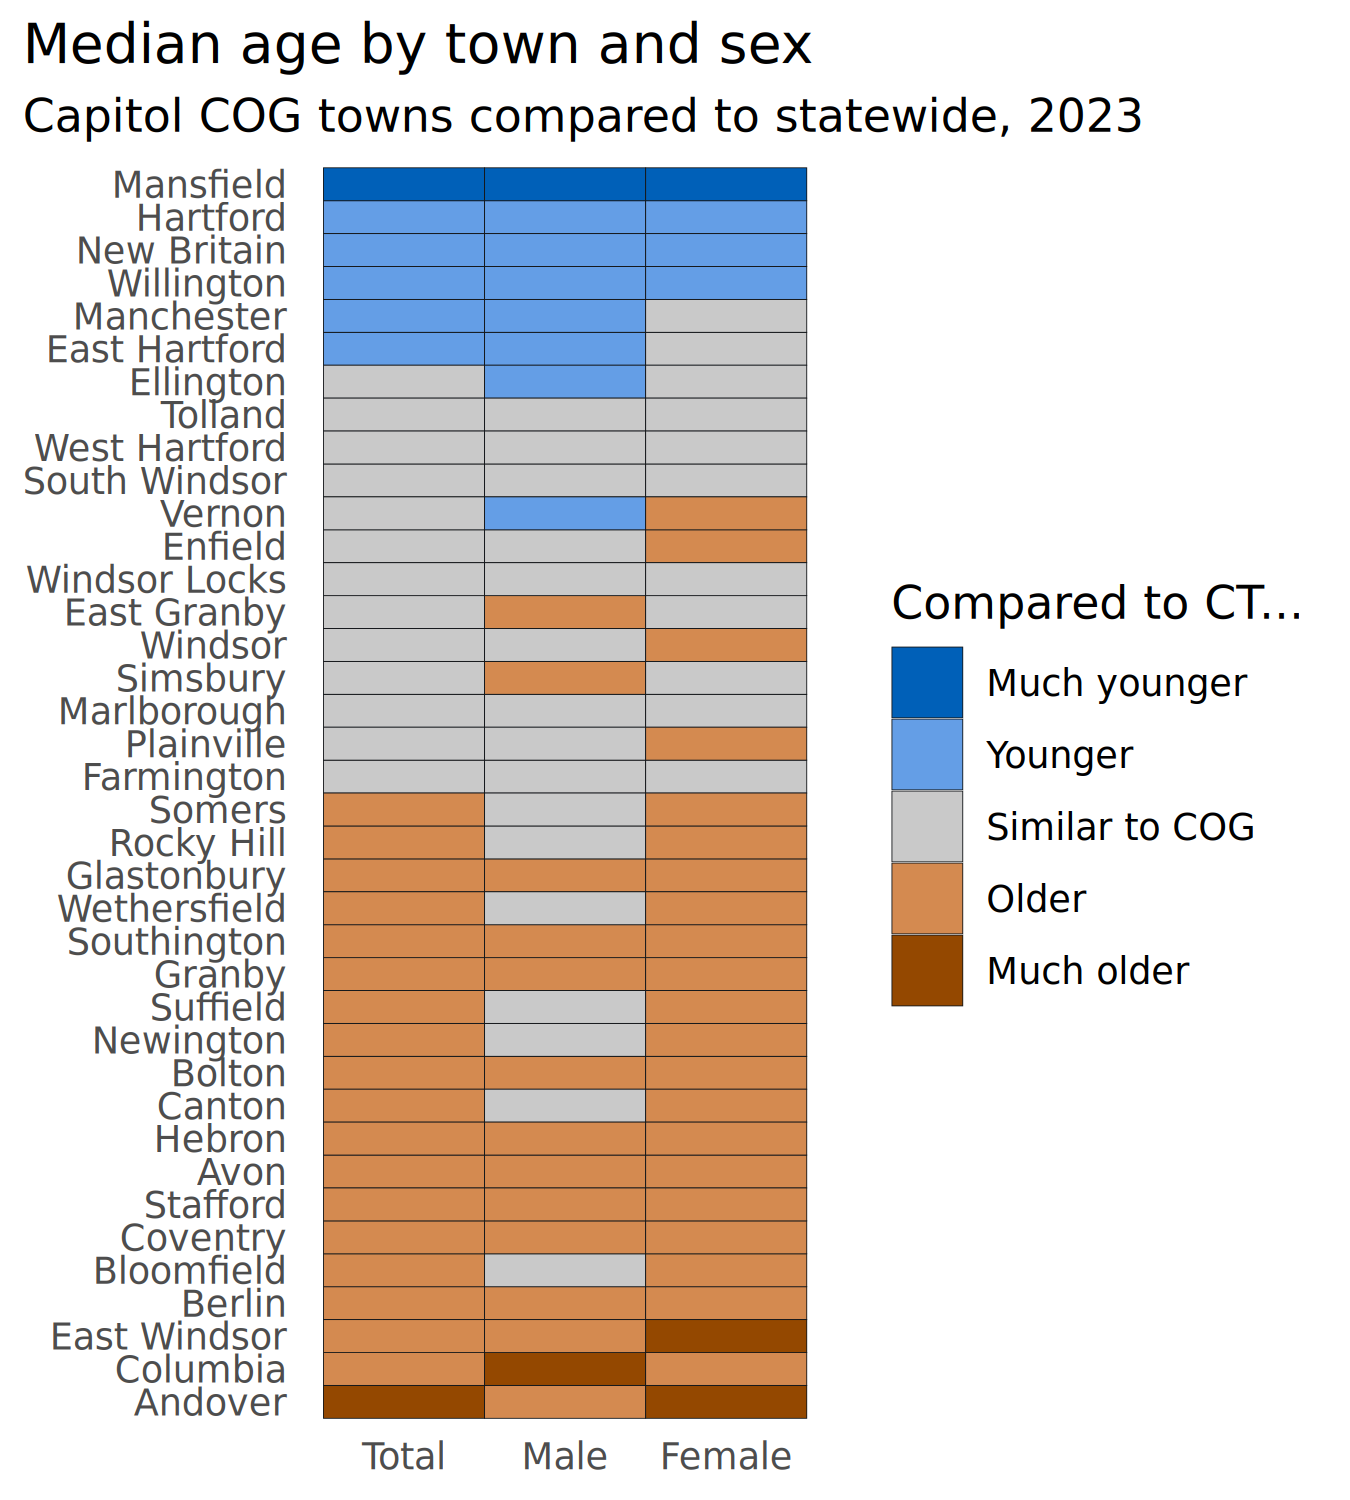 Median age by town and sex
Capitol COG towns compared to statewide, 2023
Mansfield
Hartford
New Britain
Willington
Manchester
East Hartford
Ellington
Tolland
West Hartford
South Windsor
Vernon
Enfield
Windsor Locks
East Granby
Windsor
Simsbury
Marlborough
Plainville
Farmington
Somers
Rocky Hill
Glastonbury
Wethersfield
Southington
Granby
Suffield
Newington
Bolton
Canton
Hebron
Avon
Stafford
Coventry
Bloomfield
Berlin
East Windsor
Columbia
Andover
Total Male Female
Compared to CT...
Much younger
Younger
Similar to COG
Older
Much older